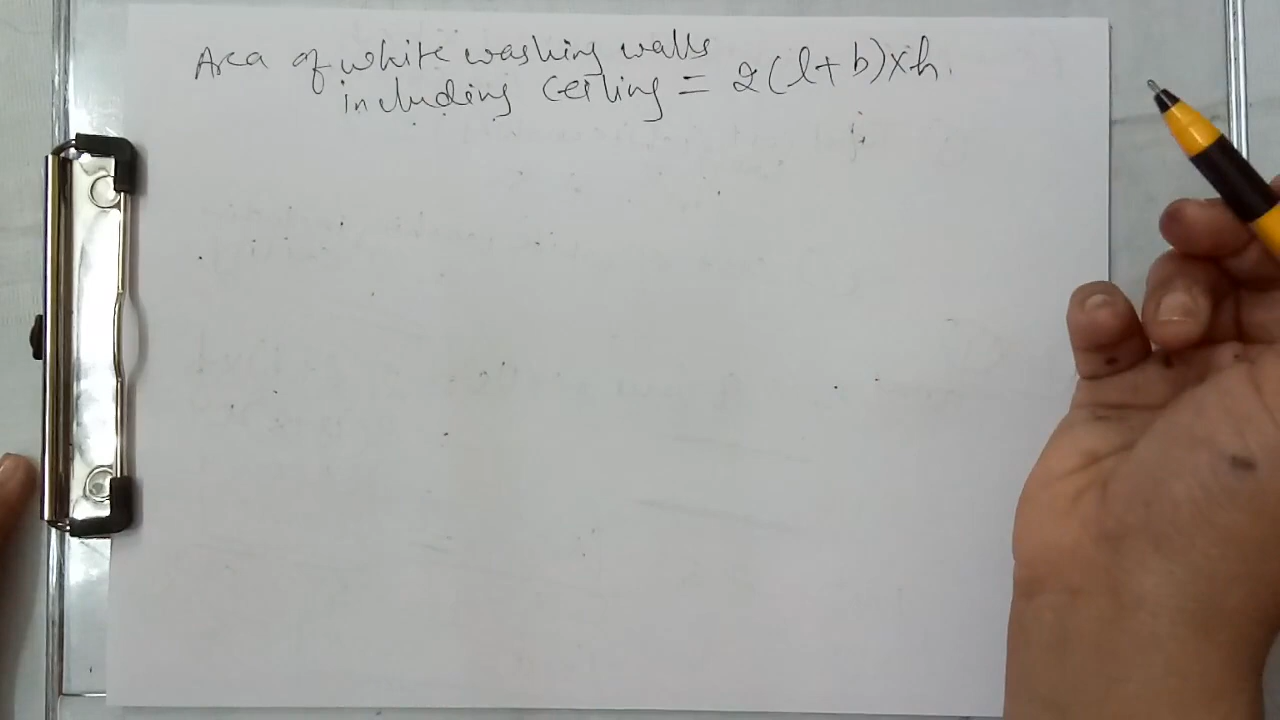 Area of white washing walls
including ceiling = 2(l+b)×h.